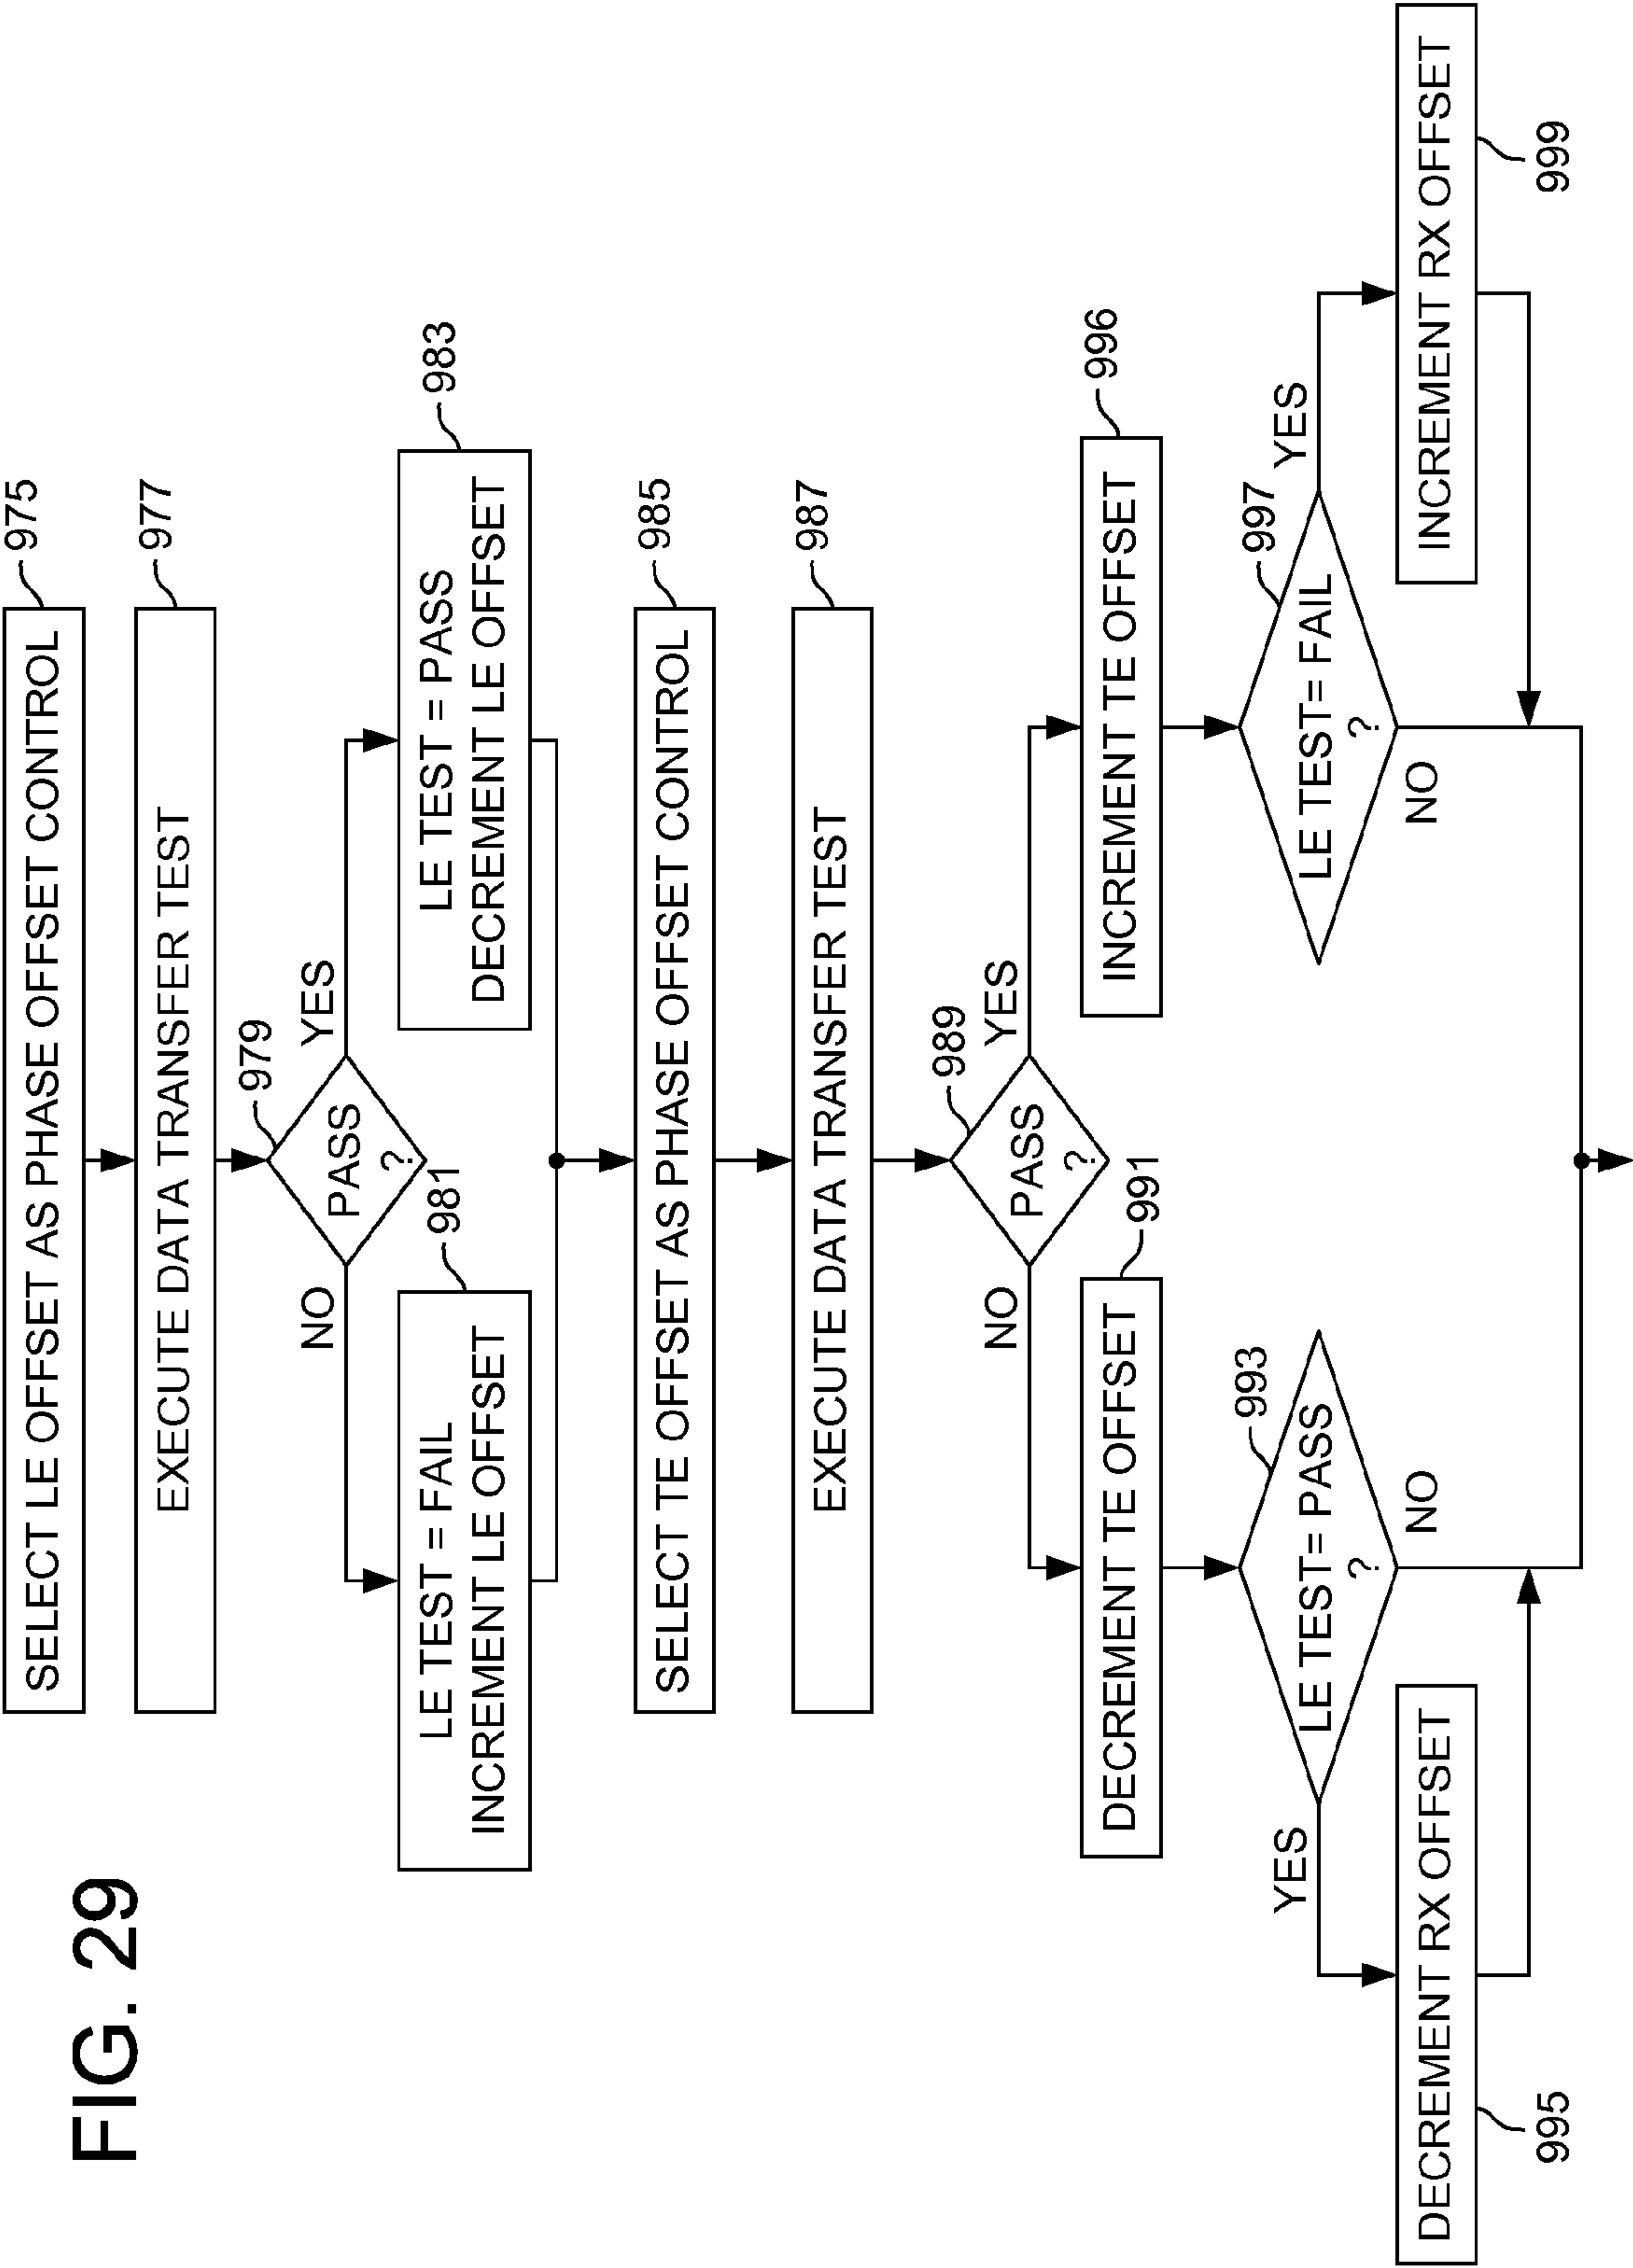 FIG. 29
SELECT LE OFFSET AS PHASE OFFSET CONTROL
975
EXECUTE DATA TRANSFER TEST
977
979
PASS
?
NO
YES
981
LE TEST = FAIL
INCREMENT LE OFFSET
983
LE TEST = PASS
DECREMENT LE OFFSET
SELECT TE OFFSET AS PHASE OFFSET CONTROL
985
EXECUTE DATA TRANSFER TEST
987
989
PASS
?
NO
YES
991
DECREMENT TE OFFSET
996
INCREMENT TE OFFSET
993
LE TEST= PASS
?
YES
NO
997
LE TEST= FAIL
?
YES
NO
DECREMENT RX OFFSET
995
INCREMENT RX OFFSET
999